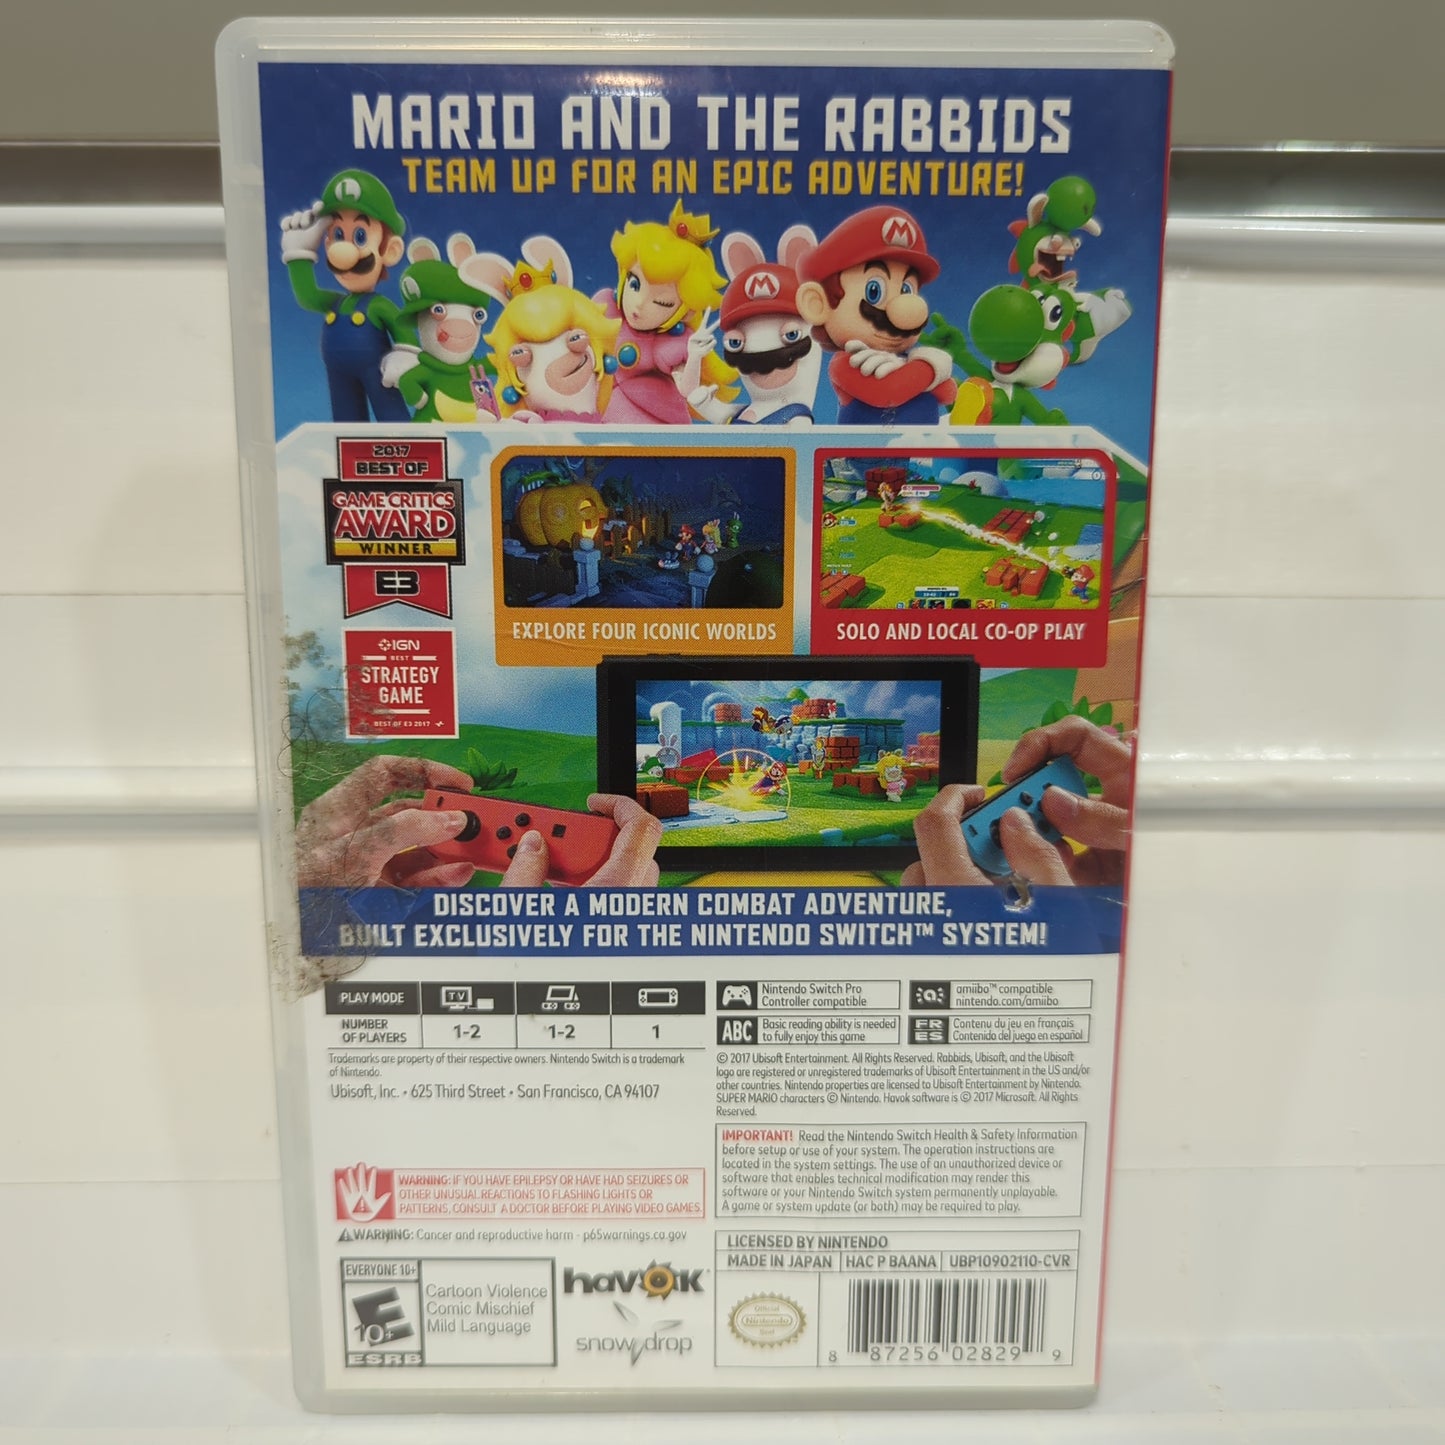 MARIO AND THE RABBIDS
TEAM UP FOR AN EPIC ADVENTURE!
2017
BEST OF
GAME CRITICS
AWARD
WINNER
E3
IGN
BEST
STRATEGY
GAME
BEST OF E3 2017
EXPLORE FOUR ICONIC WORLDS
SOLO AND LOCAL CO-OP PLAY
DISCOVER A MODERN COMBAT ADVENTURE,
BUILT EXCLUSIVELY FOR THE NINTENDO SWITCH™ SYSTEM!
PLAY MODE
TV
NUMBER
OF PLAYERS
1-2
1-2
1
Nintendo Switch Pro
Controller compatible
amiibo™ compatible
nintendo.com/amiibo
ABC
Basic reading ability is needed
to fully enjoy this game
FR
ES
Contenu du jeu en français
Contenido del juego en español
Trademarks are property of their respective owners. Nintendo Switch is a trademark
of Nintendo.
Ubisoft, Inc. • 625 Third Street • San Francisco, CA 94107
© 2017 Ubisoft Entertainment. All Rights Reserved. Rabbids, Ubisoft, and the Ubisoft
logo are registered or unregistered trademarks of Ubisoft Entertainment in the US and/or
other countries. Nintendo properties are licensed to Ubisoft Entertainment by Nintendo.
SUPER MARIO characters © Nintendo. Havok software is © 2017 Microsoft. All Rights
Reserved.
IMPORTANT! Read the Nintendo Switch Health & Safety Information
before setup or use of your system. The operation instructions are
located in the system settings. The use of an unauthorized device or
software that enables technical modification may render this
software or your Nintendo Switch system permanently unplayable.
A game or system update (or both) may be required to play.
WARNING: IF YOU HAVE EPILEPSY OR HAVE HAD SEIZURES OR
OTHER UNUSUAL REACTIONS TO FLASHING LIGHTS OR
PATTERNS, CONSULT A DOCTOR BEFORE PLAYING VIDEO GAMES.
WARNING: Cancer and reproductive harm - p65warnings.ca.gov
EVERYONE 10+
E
10+
ESRB
Cartoon Violence
Comic Mischief
Mild Language
havok
snowdrop
LICENSED BY NINTENDO
MADE IN JAPAN
HAC P BAANA
UBP10902110-CVR
Official
Nintendo
Seal
8 87256 02829 9